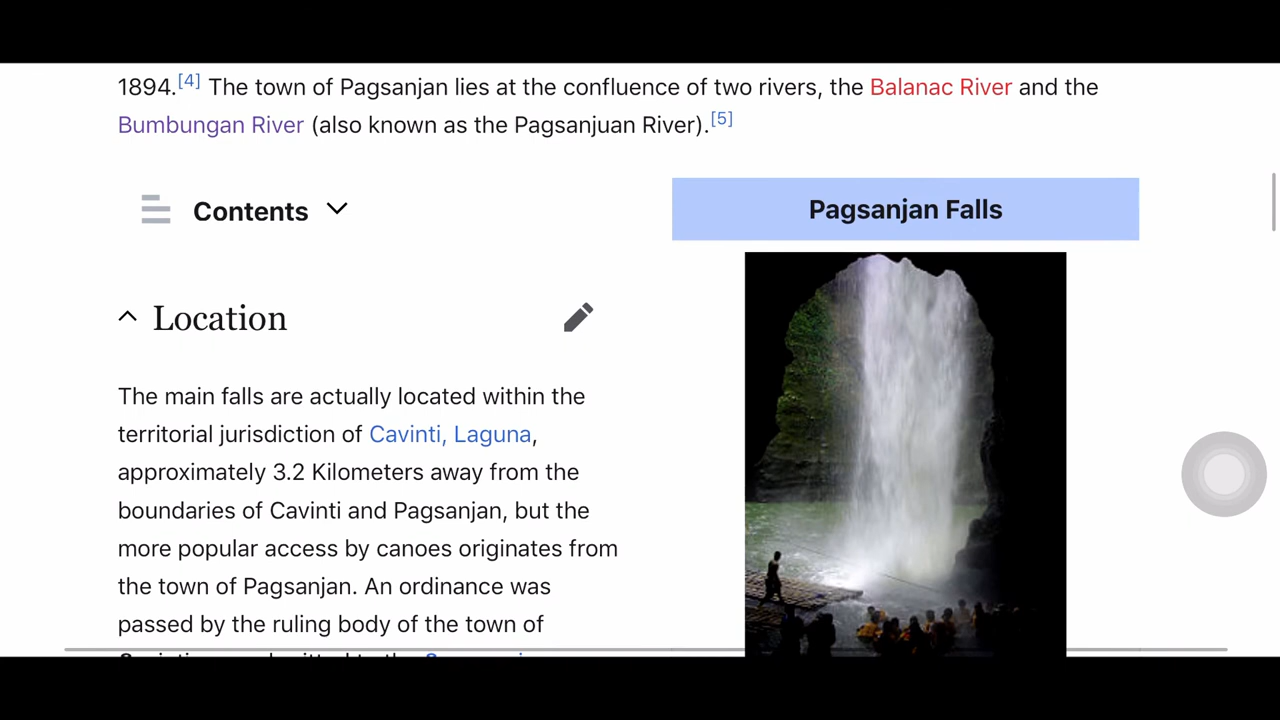 1894.[4] The town of Pagsanjan lies at the confluence of two rivers, the Balanac River and the
Bumbungan River (also known as the Pagsanjuan River).[5]
Contents
Pagsanjan Falls
Location
The main falls are actually located within the
territorial jurisdiction of Cavinti, Laguna,
approximately 3.2 Kilometers away from the
boundaries of Cavinti and Pagsanjan, but the
more popular access by canoes originates from
the town of Pagsanjan. An ordinance was
passed by the ruling body of the town of